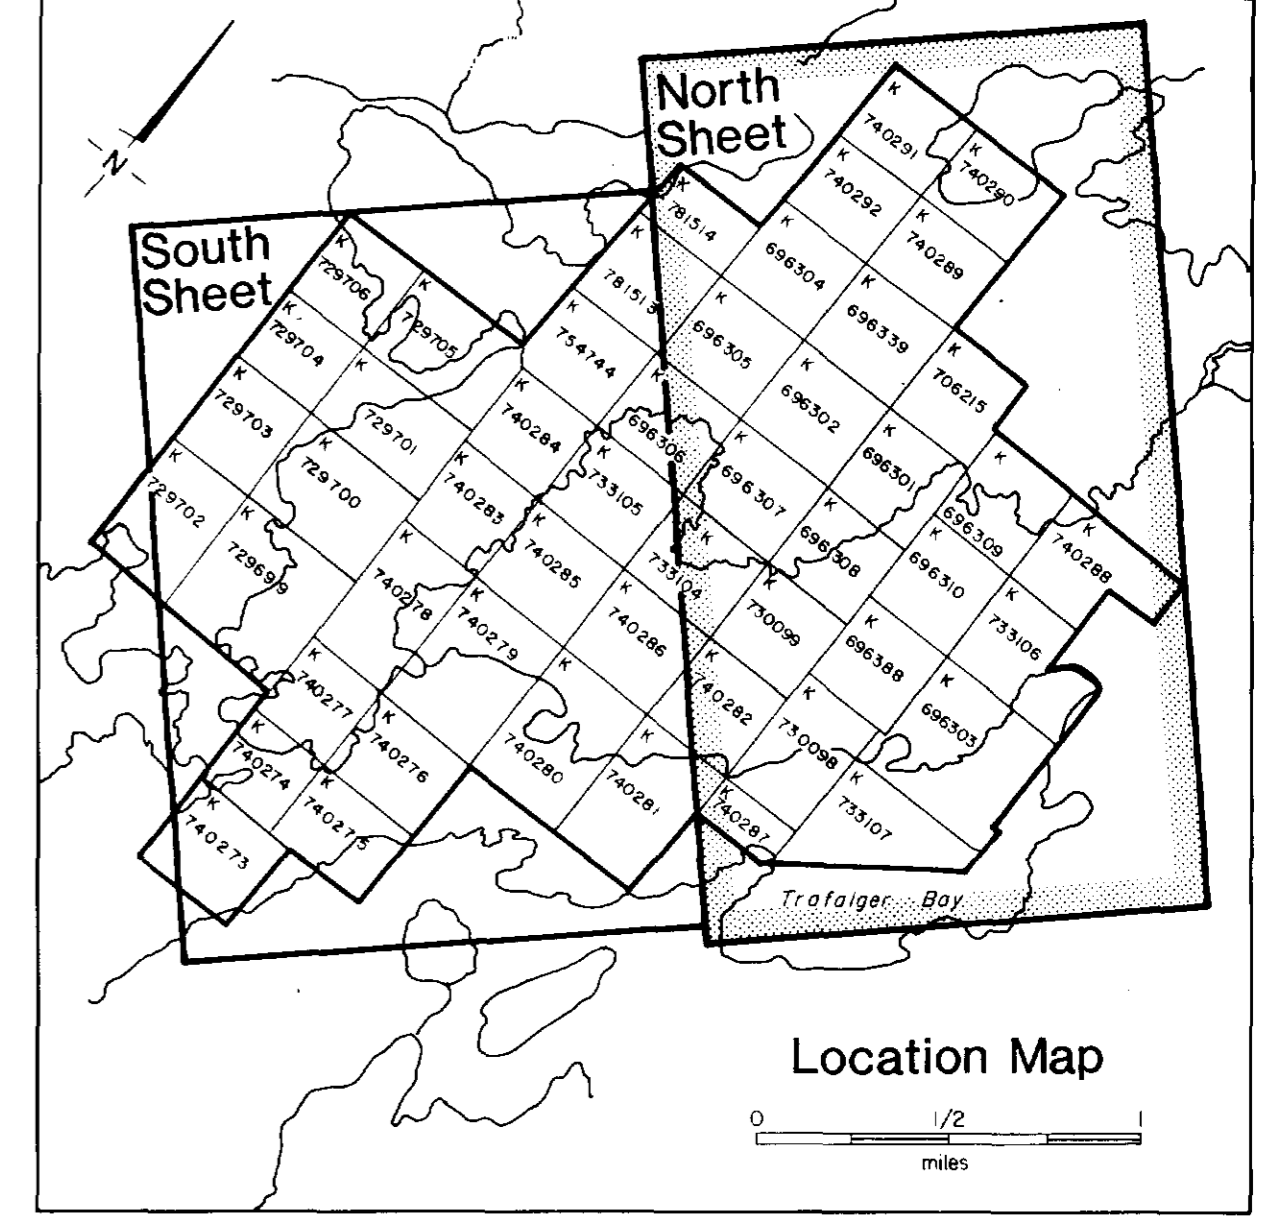 North
Sheet
South
Sheet
N
K
740291
K
740290
K
740292
K
740289
K
781514
K
696304
K
781513
K
696339
K
729706
K
729705
K
754744
K
696305
K
706215
K
729704
K
729701
K
740284
K
696306
K
696302
K
729703
K
729700
K
740283
K
733105
K
696307
K
696301
K
696309
K
740288
K
729702
K
729699
K
740278
K
740285
K
733104
K
696308
K
696310
K
733106
K
740279
K
740286
K
730099
K
696388
K
696303
K
740277
K
740276
K
740280
K
740281
K
740282
K
730098
K
740274
K
740275
K
740287
K
733107
K
740273
Trafalger Bay
Location Map
0 1/2 1
miles